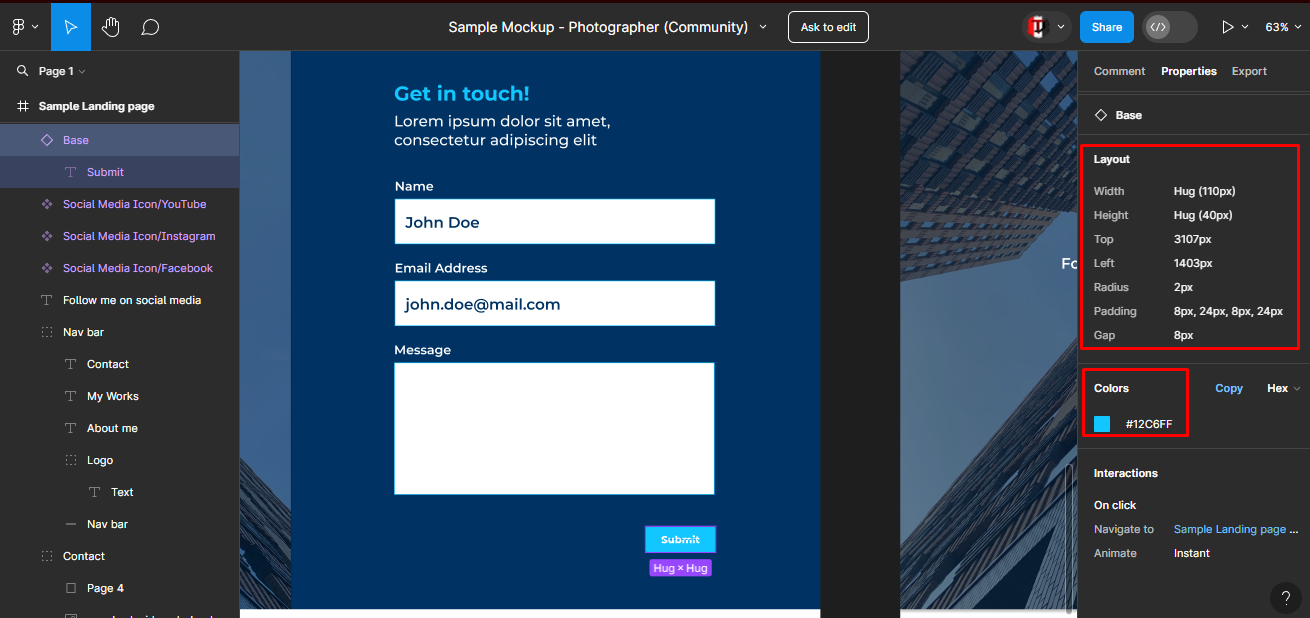 Sample Mockup - Photographer (Community)
Ask to edit
Share
</>
63%
Page 1
Sample Landing page
Base
Submit
Social Media Icon/YouTube
Social Media Icon/Instagram
Social Media Icon/Facebook
Follow me on social media
Nav bar
Contact
My Works
About me
Logo
Text
Nav bar
Contact
Page 4
Get in touch!
Lorem ipsum dolor sit amet,
consectetur adipiscing elit
Name
John Doe
Email Address
john.doe@mail.com
Message
Submit
Hug × Hug
Comment Properties Export
Base
Layout
Width Hug (110px)
Height Hug (40px)
Top 3107px
Left 1403px
Radius 2px
Padding 8px, 24px, 8px, 24px
Gap 8px
Colors Copy Hex
#12C6FF
Interactions
On click
Navigate to Sample Landing page ...
Animate Instant
?